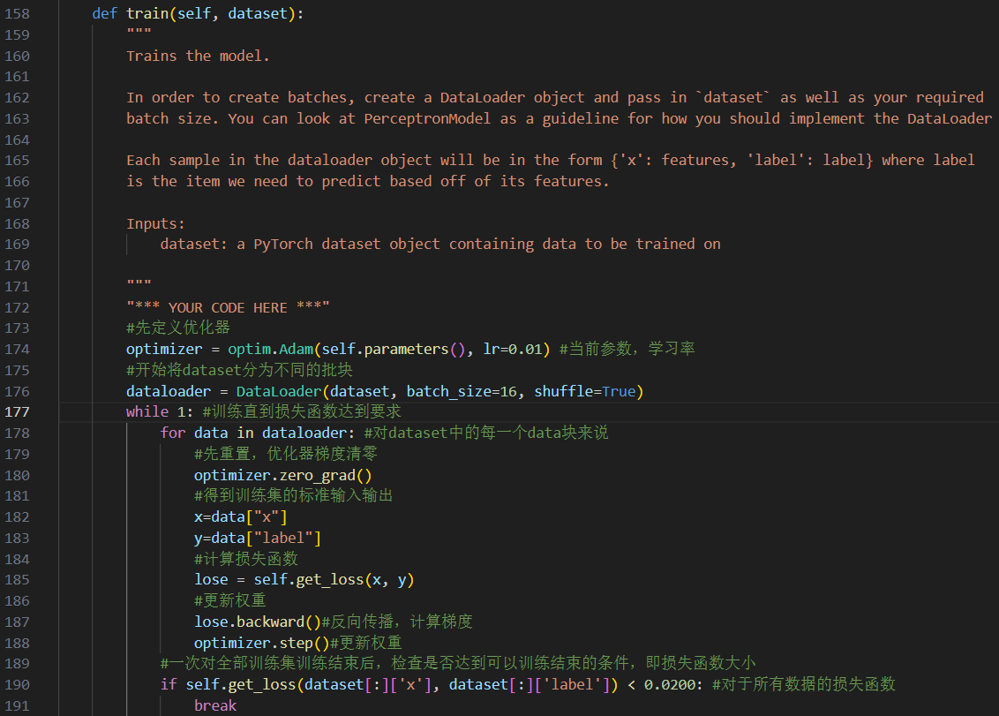 158 def train(self, dataset):
159 """
160 Trains the model.
161
162 In order to create batches, create a DataLoader object and pass in `dataset` as well as your required
163 batch size. You can look at PerceptronModel as a guideline for how you should implement the DataLoader
164
165 Each sample in the dataloader object will be in the form {'x': features, 'label': label} where label
166 is the item we need to predict based off of its features.
167
168 Inputs:
169 dataset: a PyTorch dataset object containing data to be trained on
170
171 """
172 "*** YOUR CODE HERE ***"
173 #先定义优化器
174 optimizer = optim.Adam(self.parameters(), lr=0.01) #当前参数，学习率
175 #开始将dataset分为不同的批块
176 dataloader = DataLoader(dataset, batch_size=16, shuffle=True)
177 while 1: #训练直到损失函数达到要求
178 for data in dataloader: #对dataset中的每一个data块来说
179 #先重置，优化器梯度清零
180 optimizer.zero_grad()
181 #得到训练集的标准输入输出
182 x=data["x"]
183 y=data["label"]
184 #计算损失函数
185 lose = self.get_loss(x, y)
186 #更新权重
187 lose.backward()#反向传播，计算梯度
188 optimizer.step()#更新权重
189 #一次对全部训练集训练结束后，检查是否达到可以训练结束的条件，即损失函数大小
190 if self.get_loss(dataset[:]['x'], dataset[:]['label']) < 0.0200: #对于所有数据的损失函数
191 break